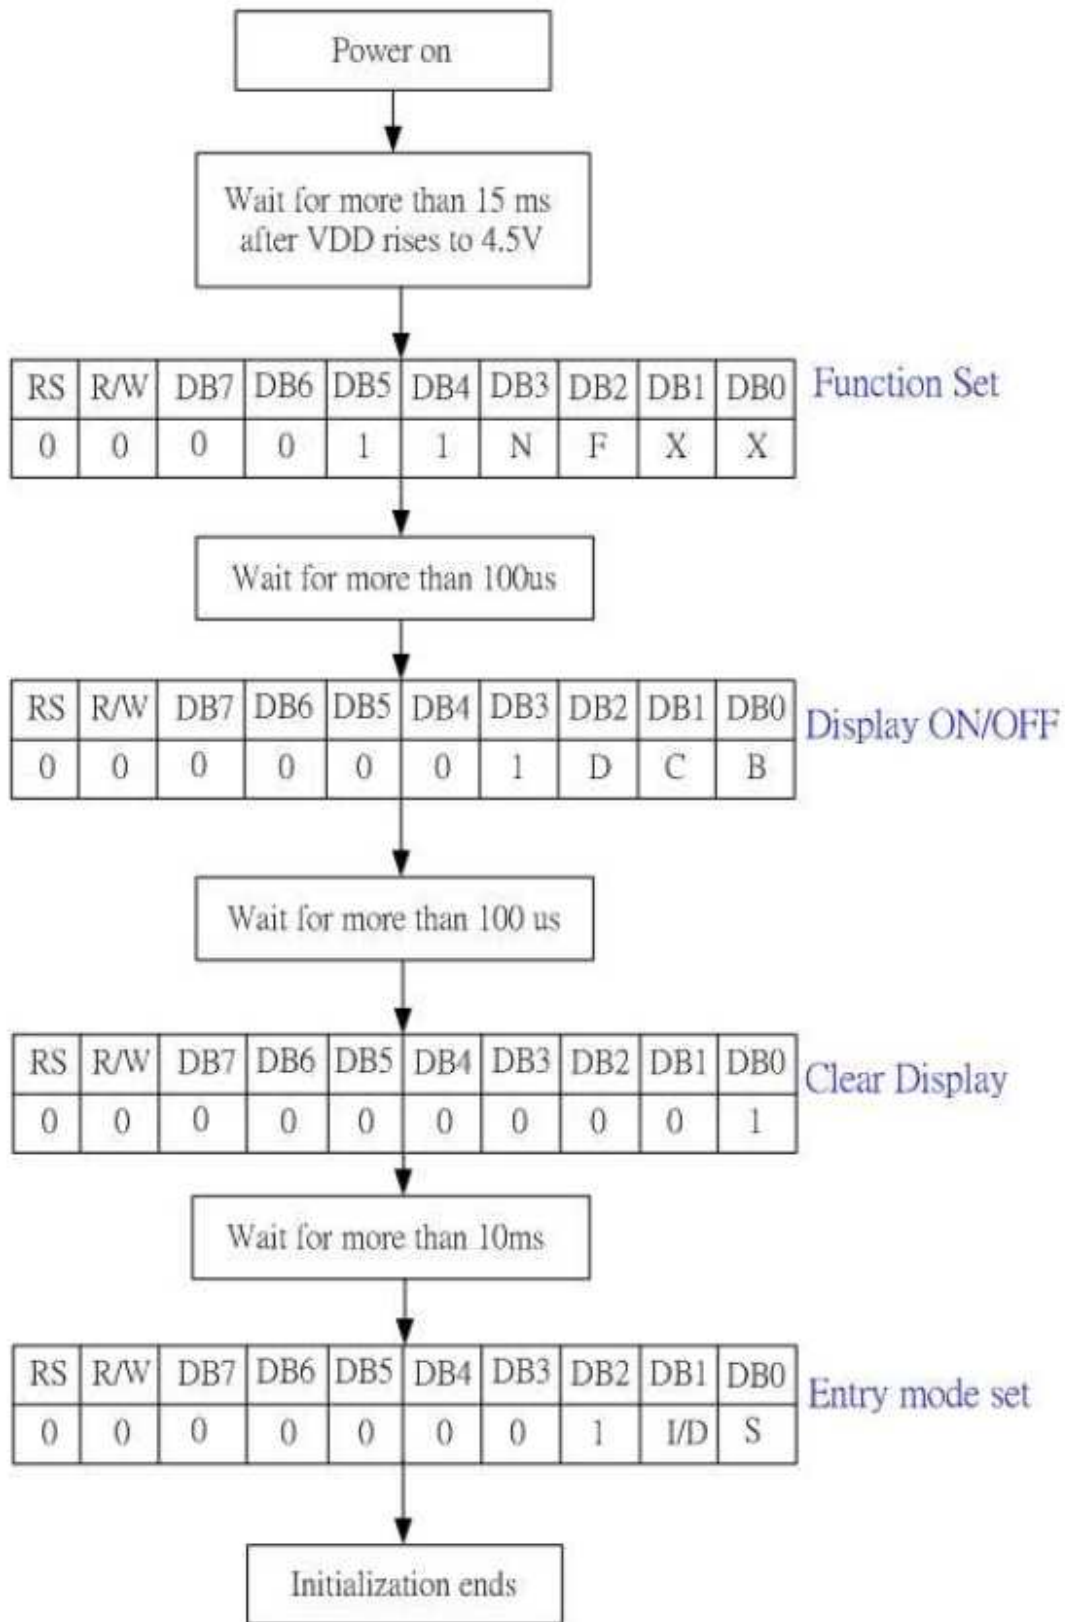 Power on
Wait for more than 15 ms
after VDD rises to 4.5V
RS R/W DB7 DB6 DB5 DB4 DB3 DB2 DB1 DB0 Function Set
0 0 0 0 1 1 N F X X
Wait for more than 100us
RS R/W DB7 DB6 DB5 DB4 DB3 DB2 DB1 DB0 Display ON/OFF
0 0 0 0 0 0 1 D C B
Wait for more than 100 us
RS R/W DB7 DB6 DB5 DB4 DB3 DB2 DB1 DB0 Clear Display
0 0 0 0 0 0 0 0 0 1
Wait for more than 10ms
RS R/W DB7 DB6 DB5 DB4 DB3 DB2 DB1 DB0 Entry mode set
0 0 0 0 0 0 0 1 I/D S
Initialization ends